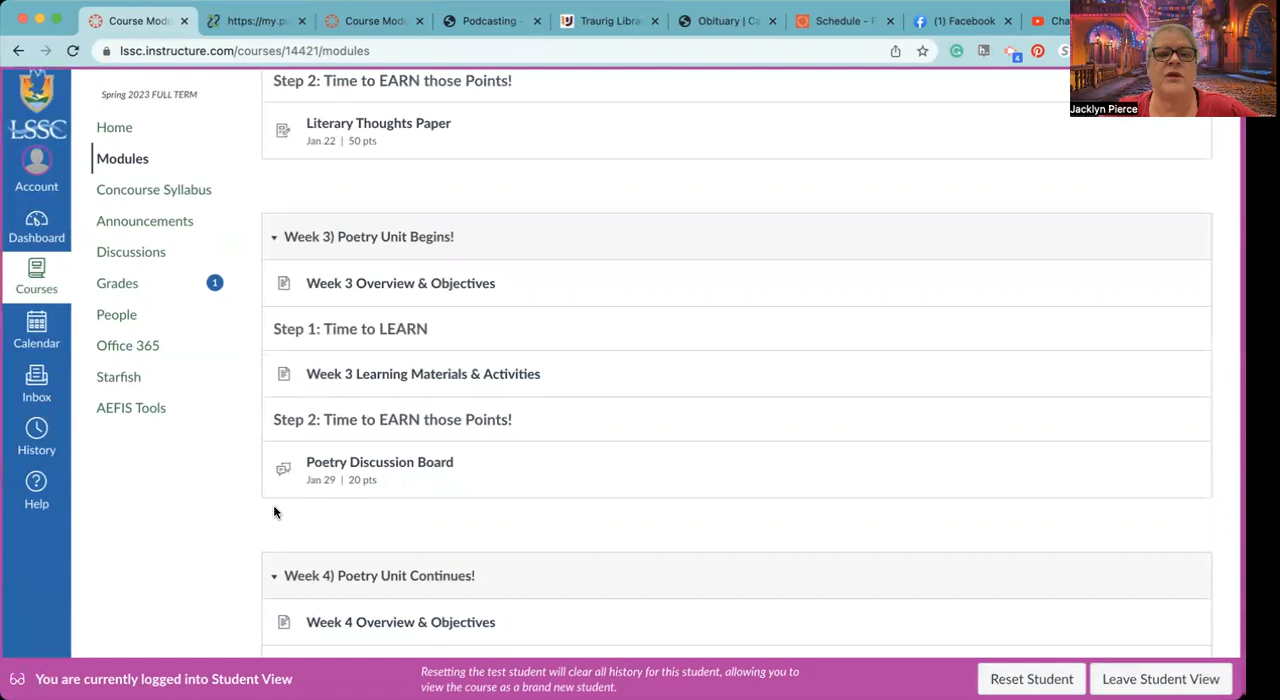 Course Modu
https://my.p
Course Modu
Podcasting -
Traurig Libra
Obituary | Ca
Schedule - F
(1) Facebook
Cha
lssc.instructure.com/courses/14421/modules
4
Jacklyn Pierce
LSSC
Account
Dashboard
Courses
Calendar
Inbox
History
Help
Spring 2023 FULL TERM
Home
Modules
Concourse Syllabus
Announcements
Discussions
Grades 1
People
Office 365
Starfish
AEFIS Tools
Step 2: Time to EARN those Points!
Literary Thoughts Paper
Jan 22 | 50 pts
Week 3) Poetry Unit Begins!
Week 3 Overview & Objectives
Step 1: Time to LEARN
Week 3 Learning Materials & Activities
Step 2: Time to EARN those Points!
Poetry Discussion Board
Jan 29 | 20 pts
Week 4) Poetry Unit Continues!
Week 4 Overview & Objectives
You are currently logged into Student View
Resetting the test student will clear all history for this student, allowing you to
view the course as a brand new student.
Reset Student
Leave Student View